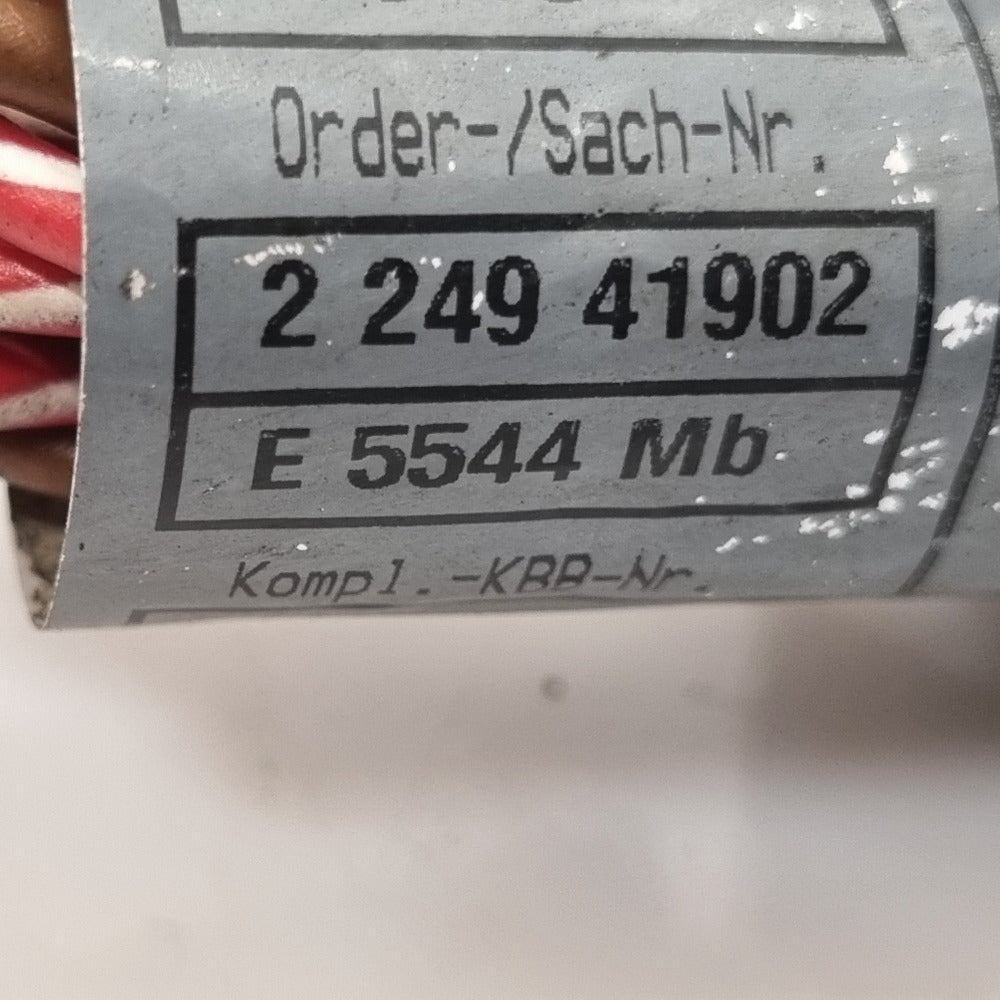 Order-/Sach-Nr.
2 249 41902
E 5544 Mb
Kompl.-KBB-Nr.